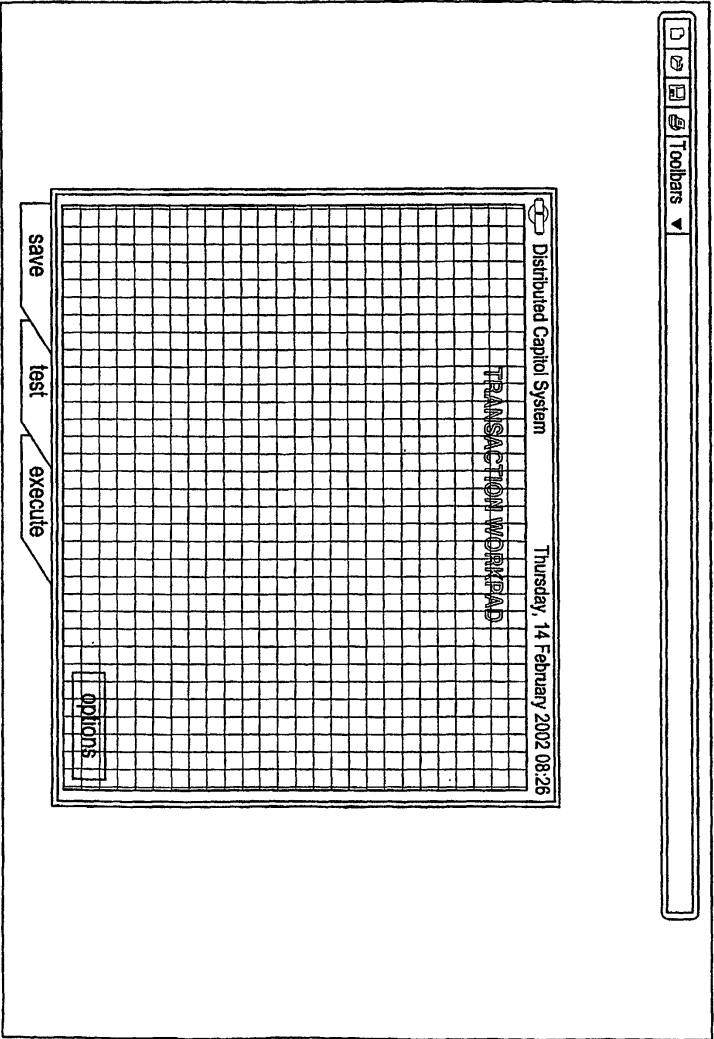 Toolbars ▼
Distributed Capitol System Thursday, 14 February 2002 08:26
TRANSACTION WORKPAD
options
save test execute